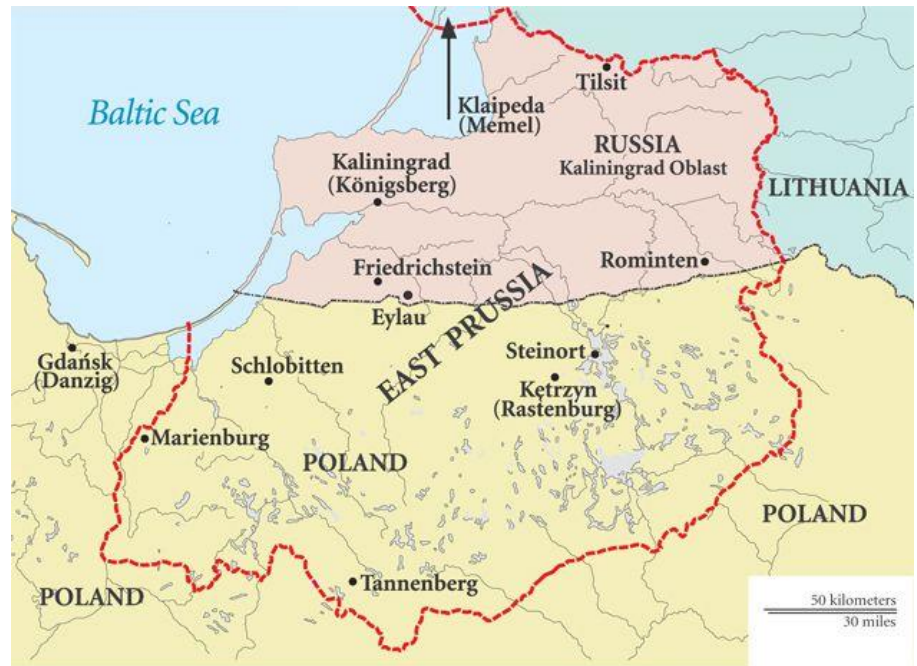 Baltic Sea
Klaipeda
(Memel)
Tilsit
Kaliningrad
(Königsberg)
RUSSIA
Kaliningrad Oblast
LITHUANIA
Friedrichstein
Rominten
Eylau
EAST PRUSSIA
Gdańsk
(Danzig)
Schlobitten
Steinort
Kętrzyn
(Rastenburg)
Marienburg
POLAND
POLAND
Tannenberg
POLAND
50 kilometers
30 miles